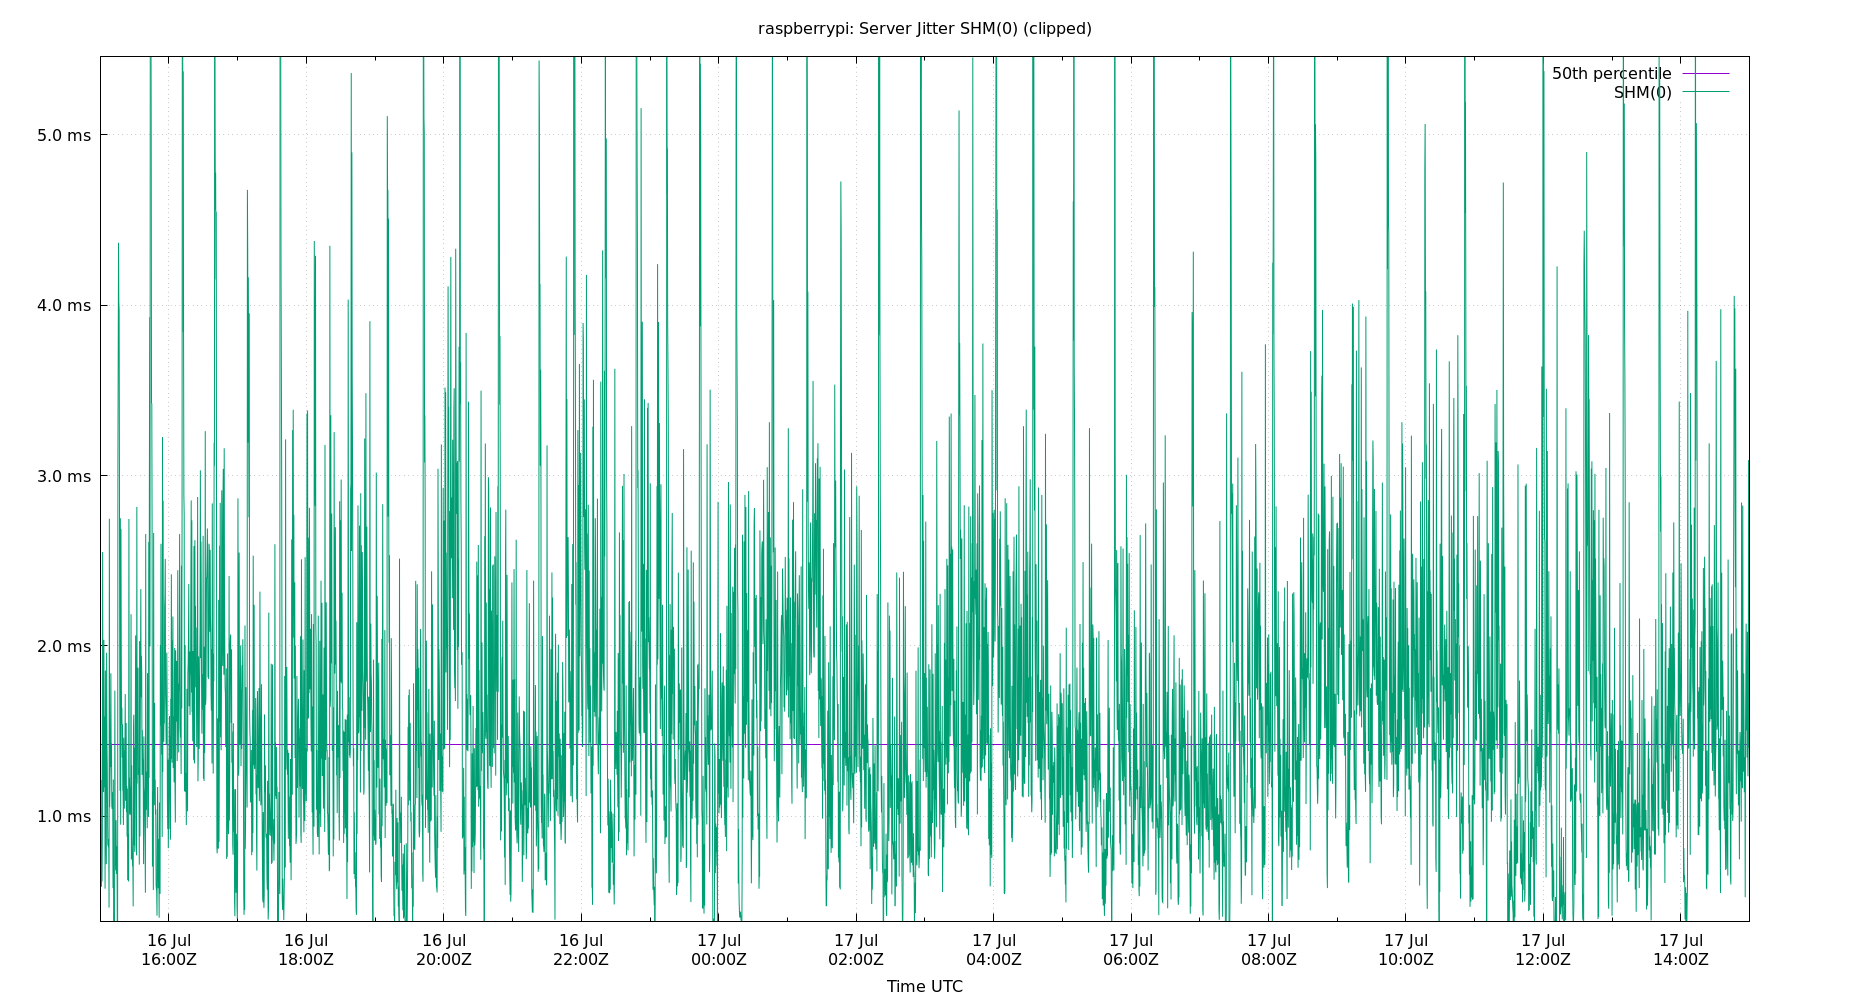 raspberrypi: Server Jitter SHM(0) (clipped)
50th percentile
SHM(0)
5.0 ms
4.0 ms
3.0 ms
2.0 ms
1.0 ms
16 Jul 16 Jul 16 Jul 16 Jul 17 Jul 17 Jul 17 Jul 17 Jul 17 Jul 17 Jul 17 Jul 17 Jul
16:00Z 18:00Z 20:00Z 22:00Z 00:00Z 02:00Z 04:00Z 06:00Z 08:00Z 10:00Z 12:00Z 14:00Z
Time UTC